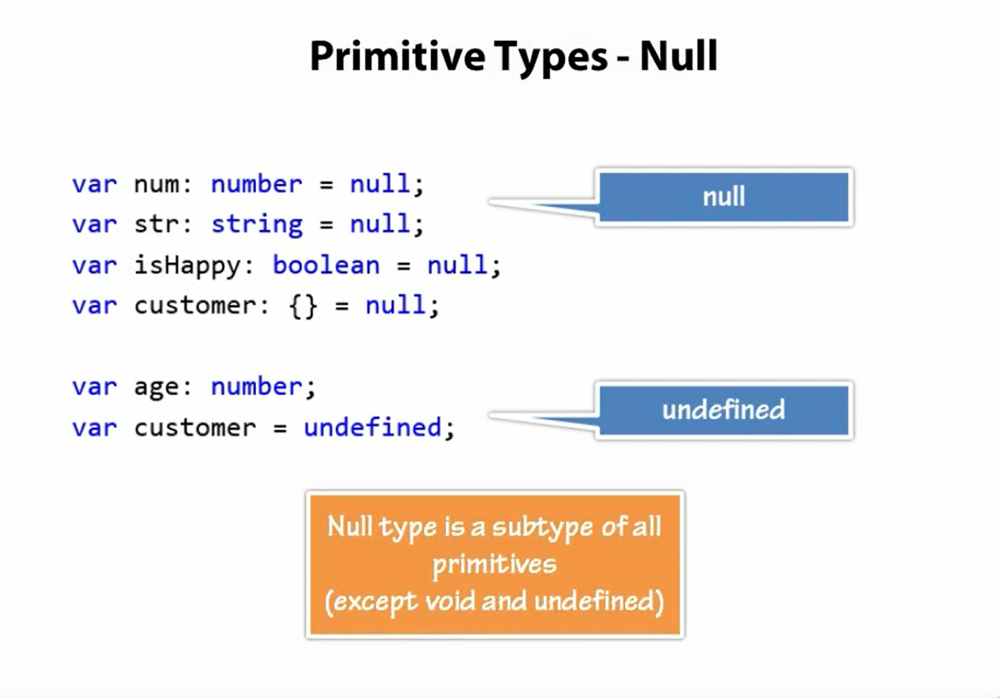 Primitive Types - Null
var num: number = null;
null
var str: string = null;
var isHappy: boolean = null;
var customer: {} = null;
var age: number;
undefined
var customer = undefined;
Null type is a subtype of all
primitives
(except void and undefined)